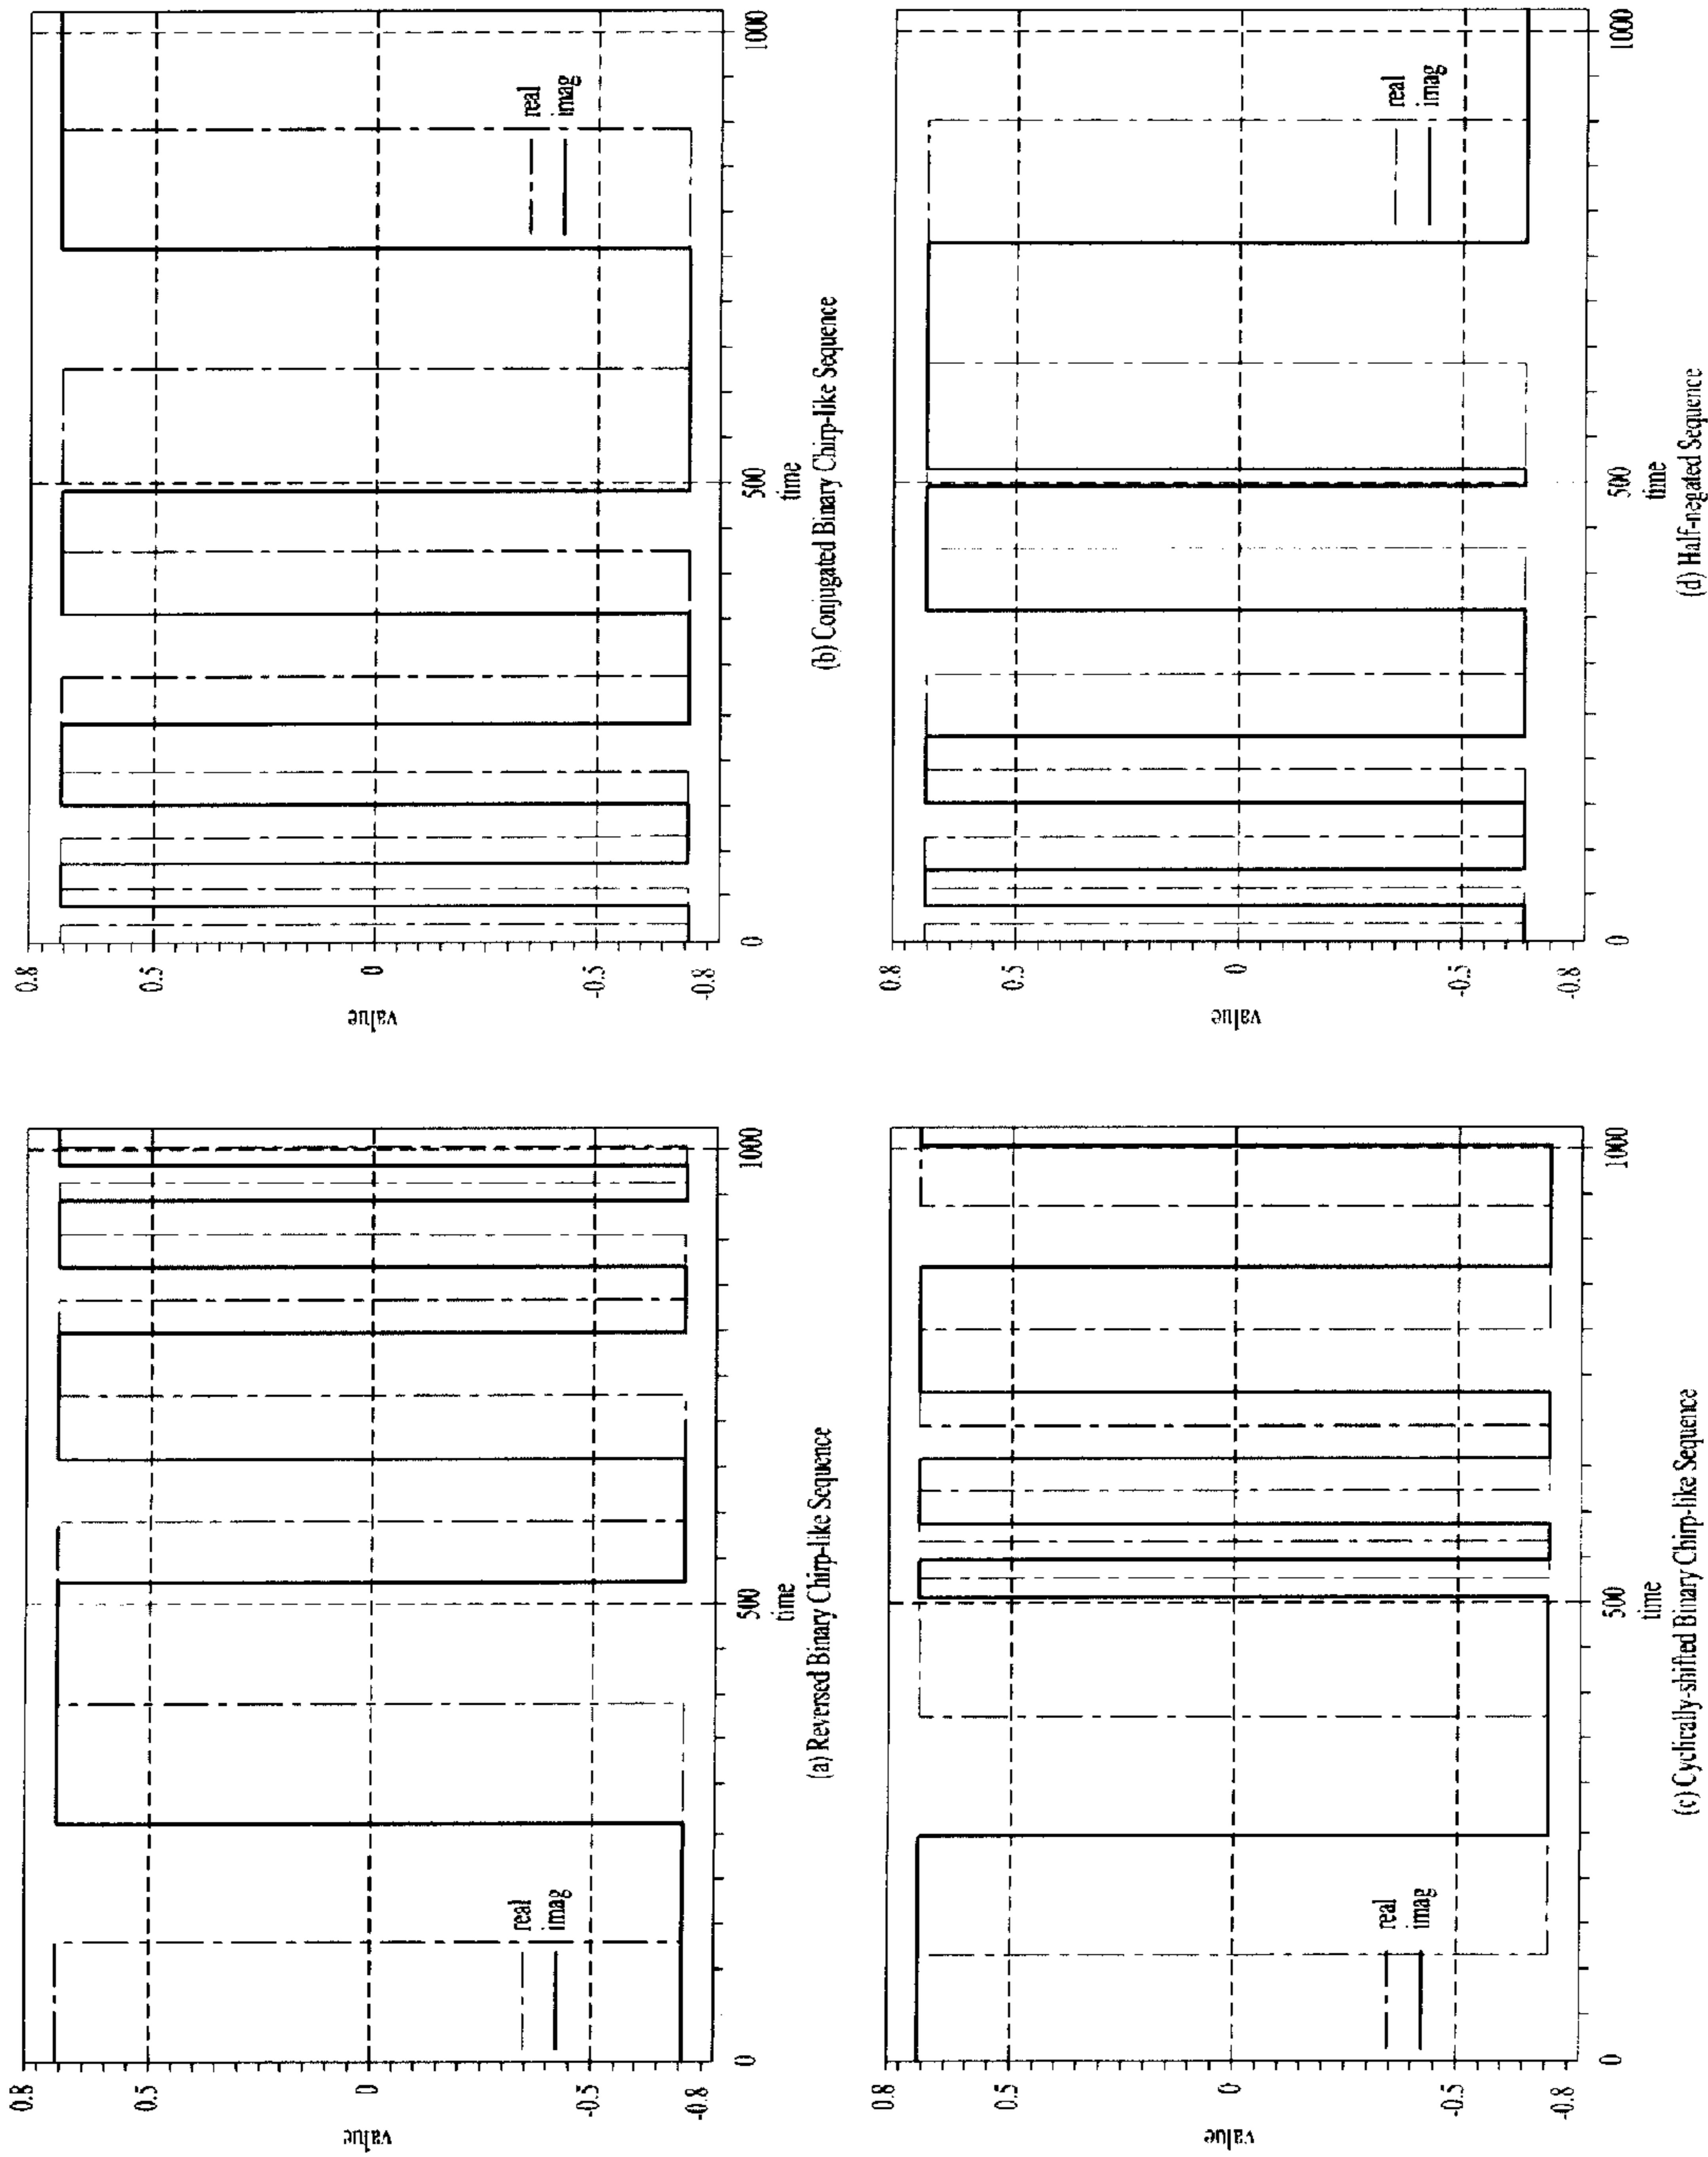 0.8
0.5
0
-0.5
-0.8
value
0
500
1000
time
real
imag
(a) Reversed Binary Chirp-like Sequence
0.8
0.5
0
-0.5
-0.8
value
0
500
1000
time
real
imag
(b) Conjugated Binary Chirp-like Sequence
0.8
0.5
0
-0.5
-0.8
value
0
500
1000
time
real
imag
(c) Cyclically-shifted Binary Chirp-like Sequence
0.8
0.5
0
-0.5
-0.8
value
0
500
1000
time
real
imag
(d) Half-negated Sequence